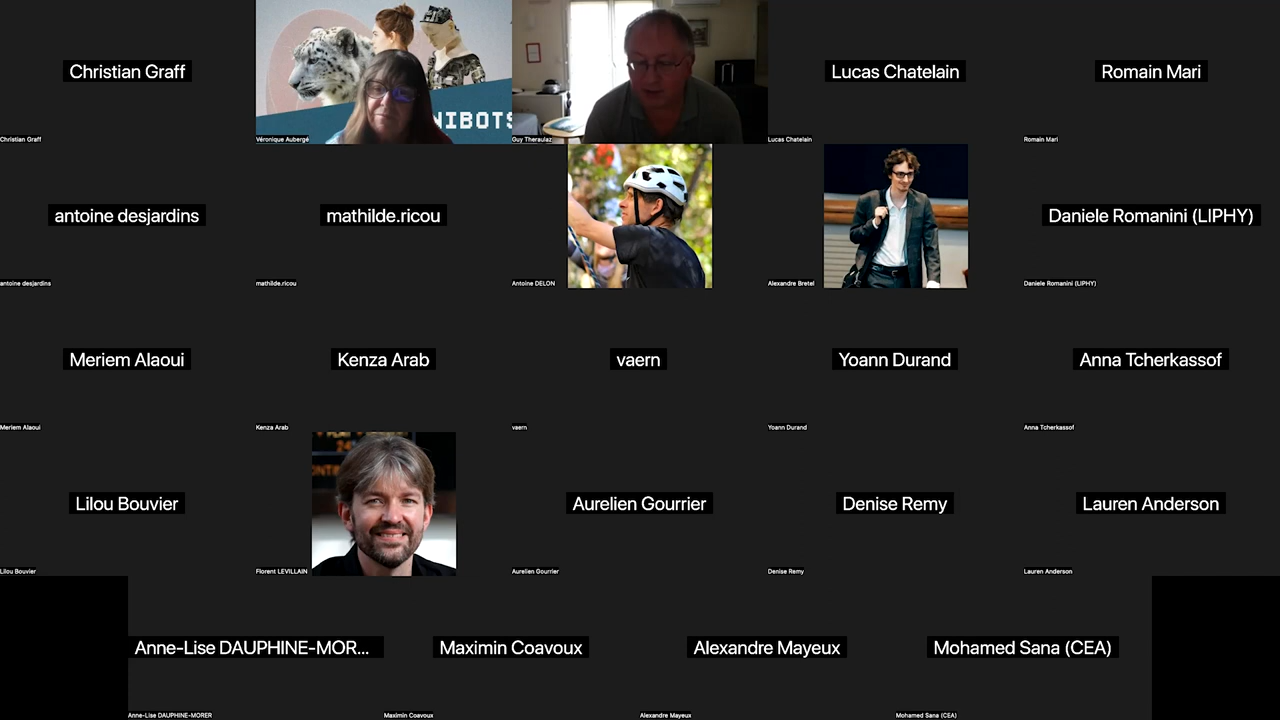 Christian Graff
Lucas Chatelain
Romain Mari
NIBOTS
Christian Graff
Véronique Aubergé
Guy Theraulaz
Lucas Chatelain
Romain Mari
antoine desjardins
mathilde.ricou
Daniele Romanini (LIPHY)
antoine desjardins
mathilde.ricou
Antoine DELON
Alexandre Bretel
Daniele Romanini (LIPHY)
Meriem Alaoui
Kenza Arab
vaern
Yoann Durand
Anna Tcherkassof
Meriem Alaoui
Kenza Arab
vaern
Yoann Durand
Anna Tcherkassof
Lilou Bouvier
Aurelien Gourrier
Denise Remy
Lauren Anderson
Lilou Bouvier
Florent LEVILLAIN
Aurelien Gourrier
Denise Remy
Lauren Anderson
Anne-Lise DAUPHINE-MOR...
Maximin Coavoux
Alexandre Mayeux
Mohamed Sana (CEA)
Anne-Lise DAUPHINE-MORER
Maximin Coavoux
Alexandre Mayeux
Mohamed Sana (CEA)